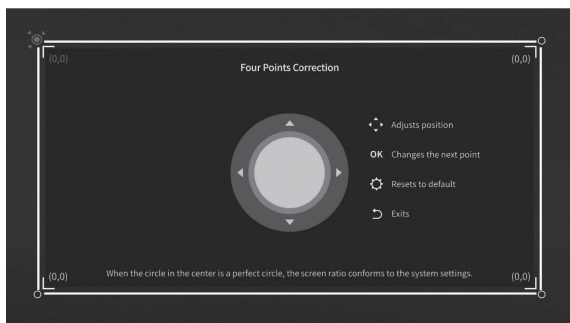 (0,0)
(0,0)
Four Points Correction
Adjusts position
OK Changes the next point
Resets to default
Exits
(0,0)
When the circle in the center is a perfect circle, the screen ratio conforms to the system settings.
(0,0)